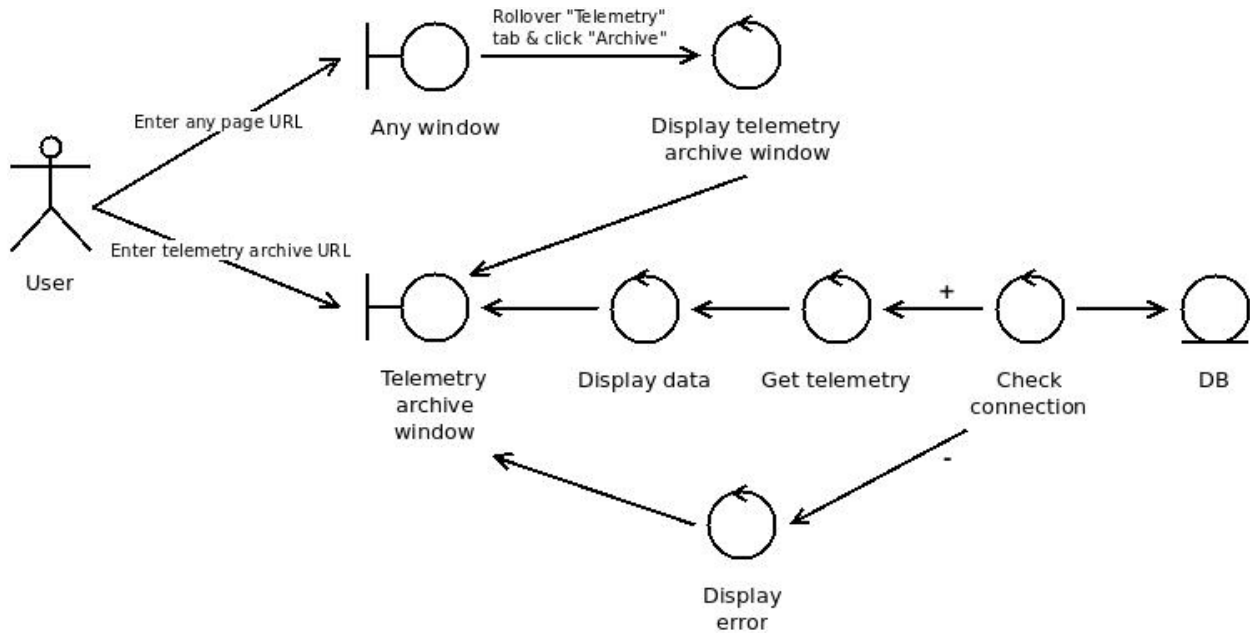 Rollover "Telemetry"
tab & click "Archive"
Enter any page URL
Any window
Display telemetry
archive window
Enter telemetry archive URL
User
+
Telemetry
archive
window
Display data
Get telemetry
Check
connection
DB
-
Display
error